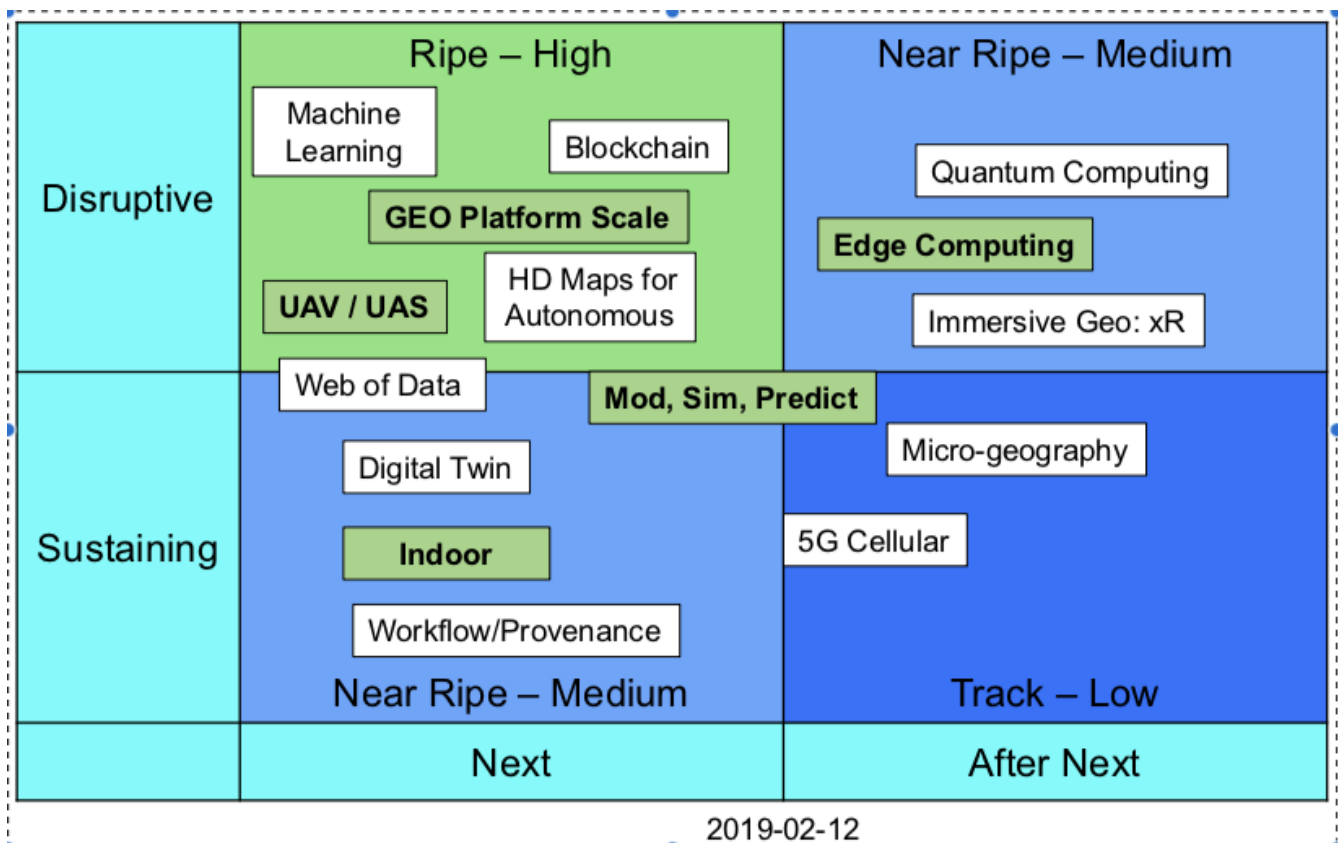 Ripe – High
Near Ripe – Medium
Machine
Learning
Blockchain
Quantum Computing
Disruptive
GEO Platform Scale
Edge Computing
HD Maps for
Autonomous
UAV / UAS
Immersive Geo: xR
Web of Data
Mod, Sim, Predict
Micro-geography
Digital Twin
Sustaining
Indoor
5G Cellular
Workflow/Provenance
Near Ripe – Medium
Track – Low
Next
After Next
2019-02-12